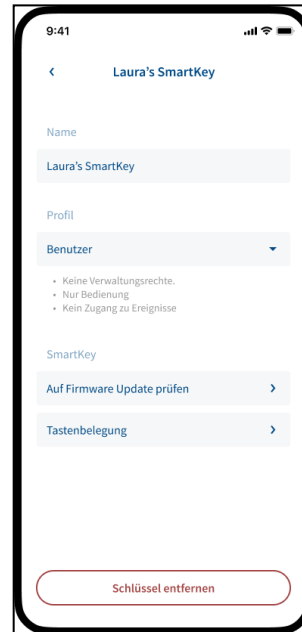 9:41
Laura’s SmartKey
Name
Laura’s SmartKey
Profil
Benutzer
• Keine Verwaltungsrechte.
• Nur Bedienung
• Kein Zugang zu Ereignisse
SmartKey
Auf Firmware Update prüfen
Tastenbelegung
Schlüssel entfernen